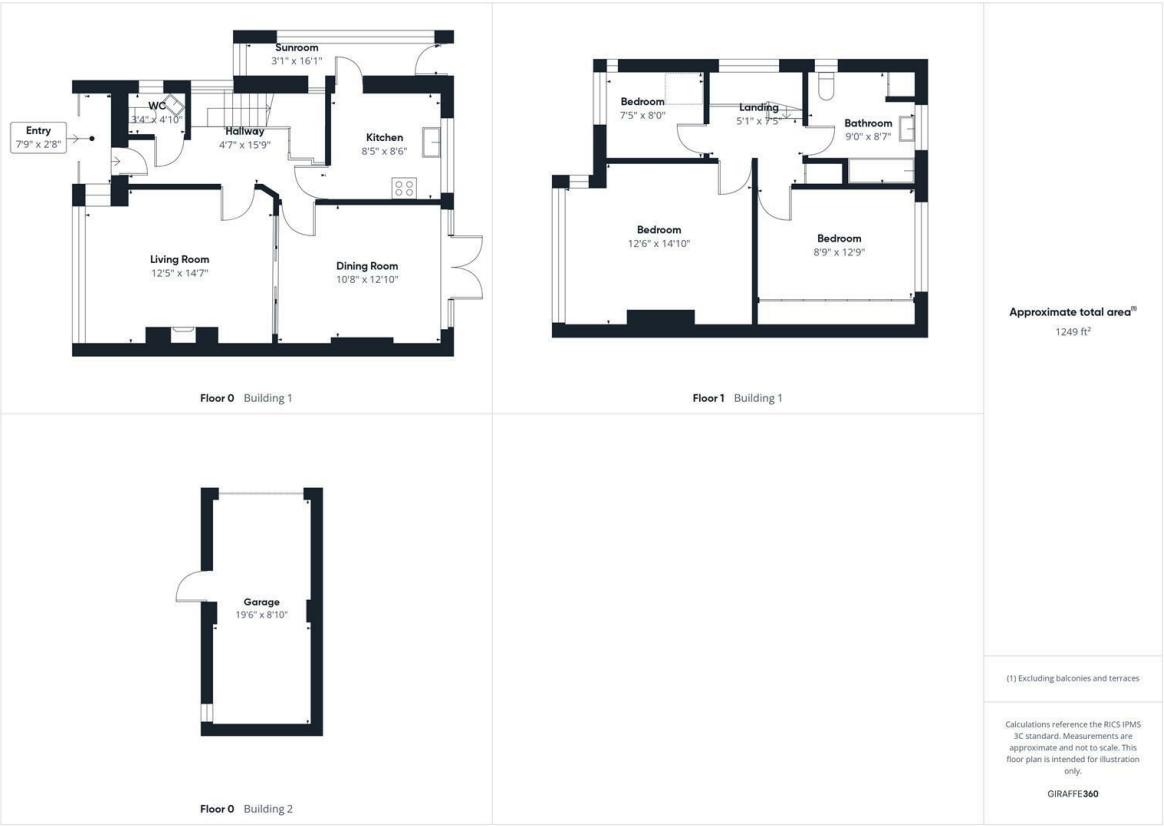 Sunroom
3'1" x 16'1"
WC
3'4" x 4'10"
Entry
7'9" x 2'8"
Hallway
4'7" x 15'9"
Kitchen
8'5" x 8'6"
Living Room
12'5" x 14'7"
Dining Room
10'8" x 12'10"
Floor 0 Building 1
Bedroom
7'5" x 8'0"
Landing
5'1" x 7'5"
Bathroom
9'0" x 8'7"
Bedroom
12'6" x 14'10"
Bedroom
8'9" x 12'9"
Floor 1 Building 1
Garage
19'6" x 8'10"
Floor 0 Building 2
Approximate total area(1)
1249 ft²
(1) Excluding balconies and terraces
Calculations reference the RICS IPMS
3C standard. Measurements are
approximate and not to scale. This
floor plan is intended for illustration
only.
GIRAFFE360